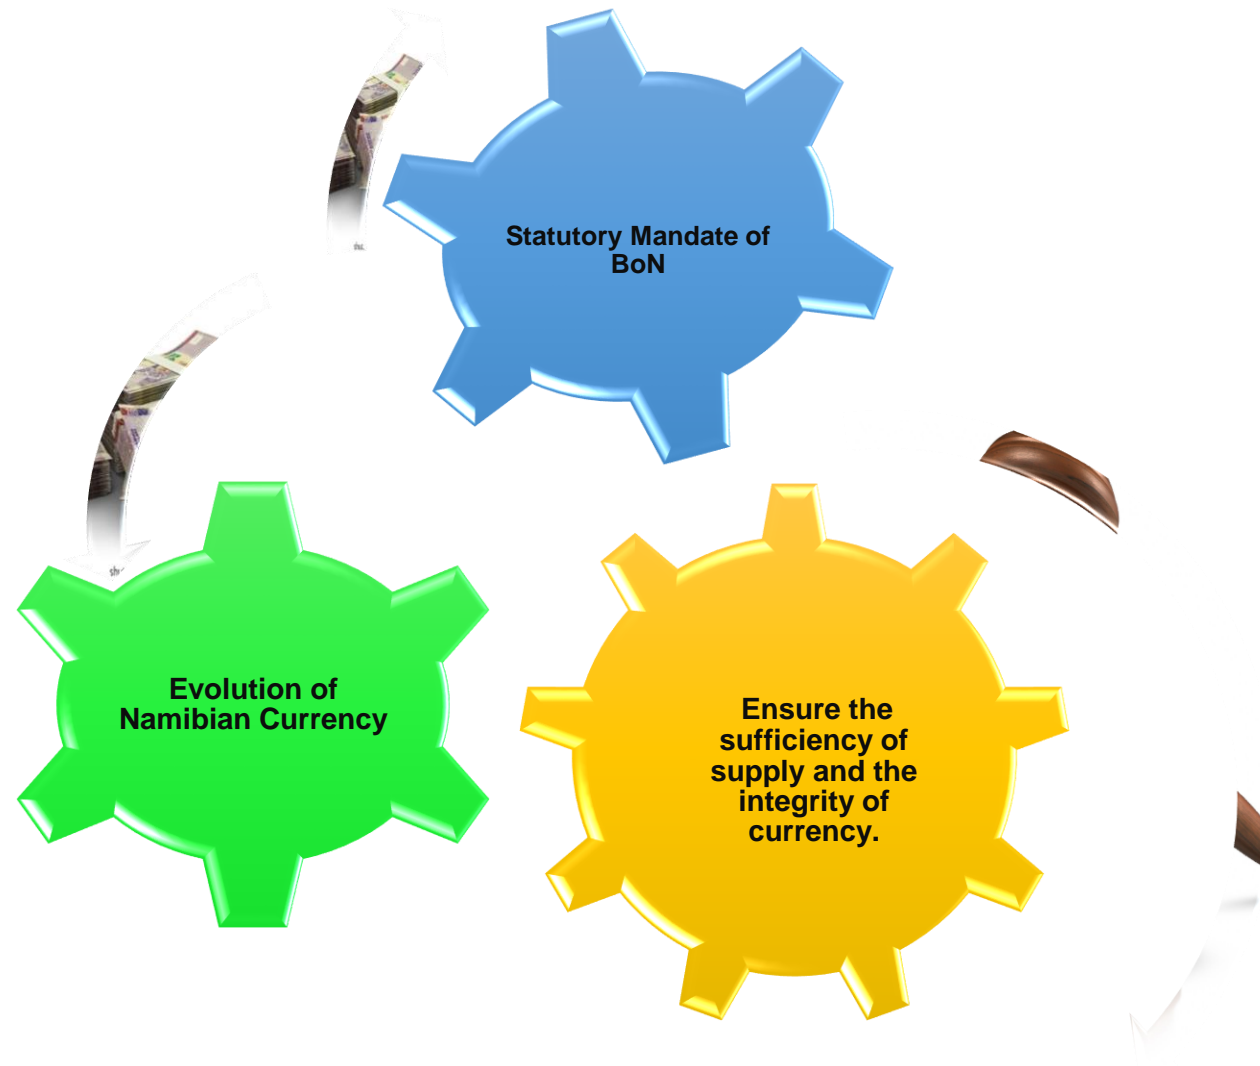 Statutory Mandate of
BoN
Evolution of
Namibian Currency
Ensure the
sufficiency of
supply and the
integrity of
currency.